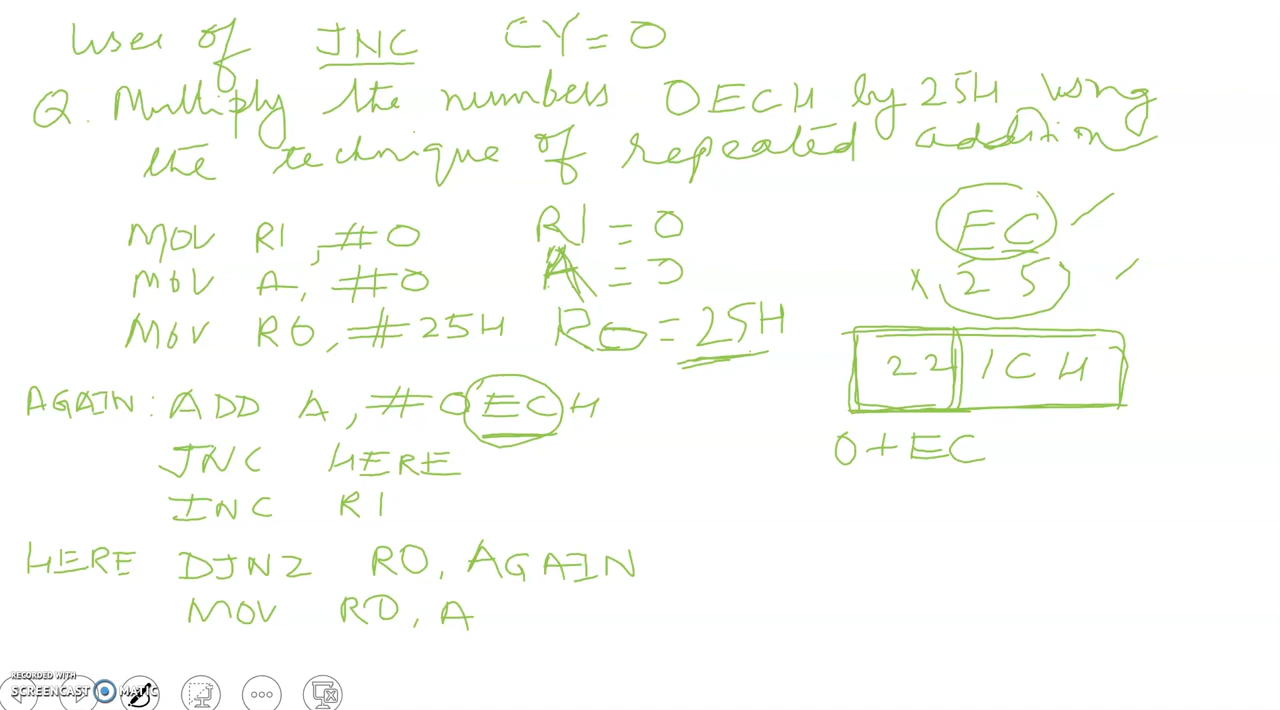 Uses of JNC CY = 0
Q. Multiply the numbers 0ECH by 25H using
the technique of repeated addition
MOV R1, #0 R1 = 0
MOV A, #0 A = 0
MOV R0, #25H R0 = 25H
EC
x 25
22 1CH
AGAIN: ADD A, #0ECH
0+EC
JNC HERE
INC R1
HERE DJNZ R0, AGAIN
MOV R0, A
RECORDED WITH
SCREENCAST MATIC